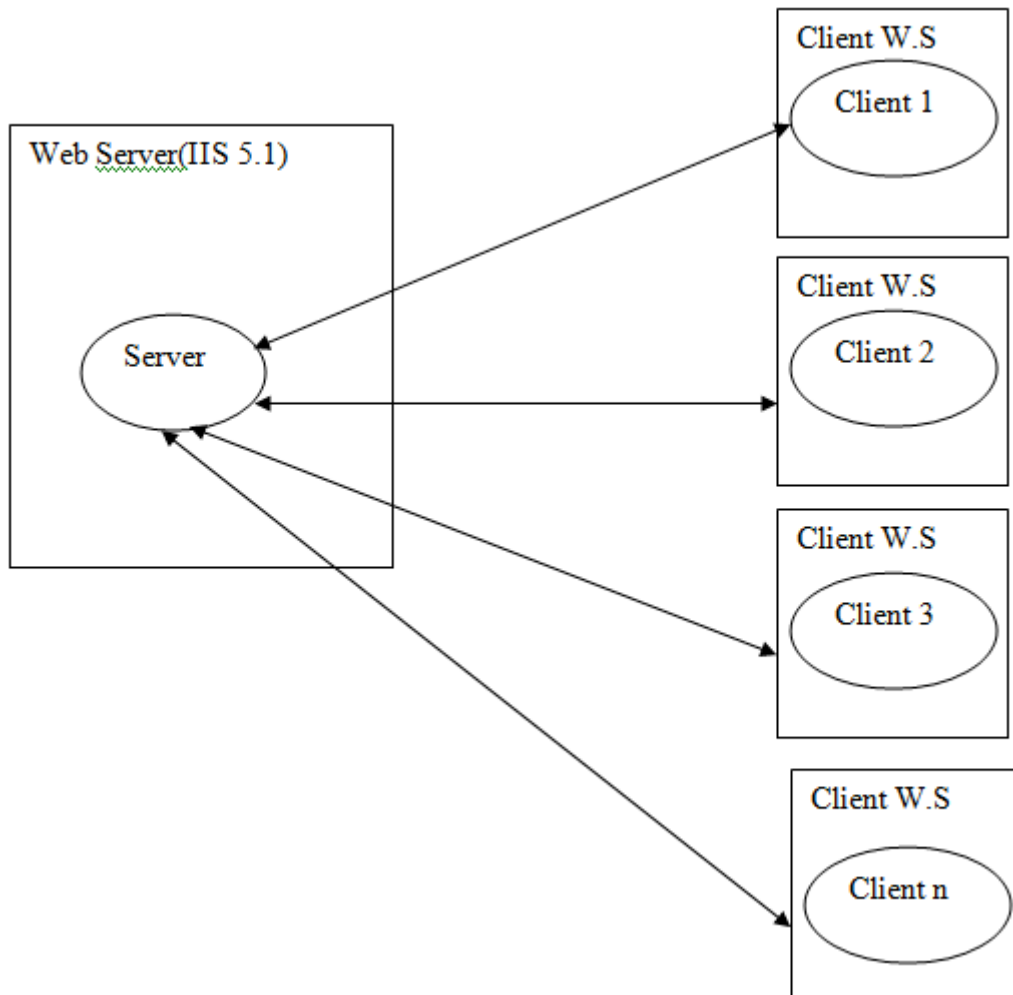 Web Server(IIS 5.1)
Server
Client W.S
Client 1
Client W.S
Client 2
Client W.S
Client 3
Client W.S
Client n